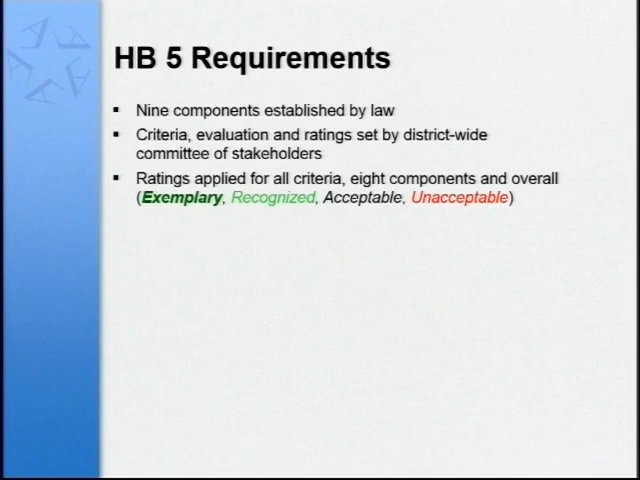 HB 5 Requirements
▪ Nine components established by law
▪ Criteria, evaluation and ratings set by district-wide
committee of stakeholders
▪ Ratings applied for all criteria, eight components and overall
(Exemplary, Recognized, Acceptable, Unacceptable)